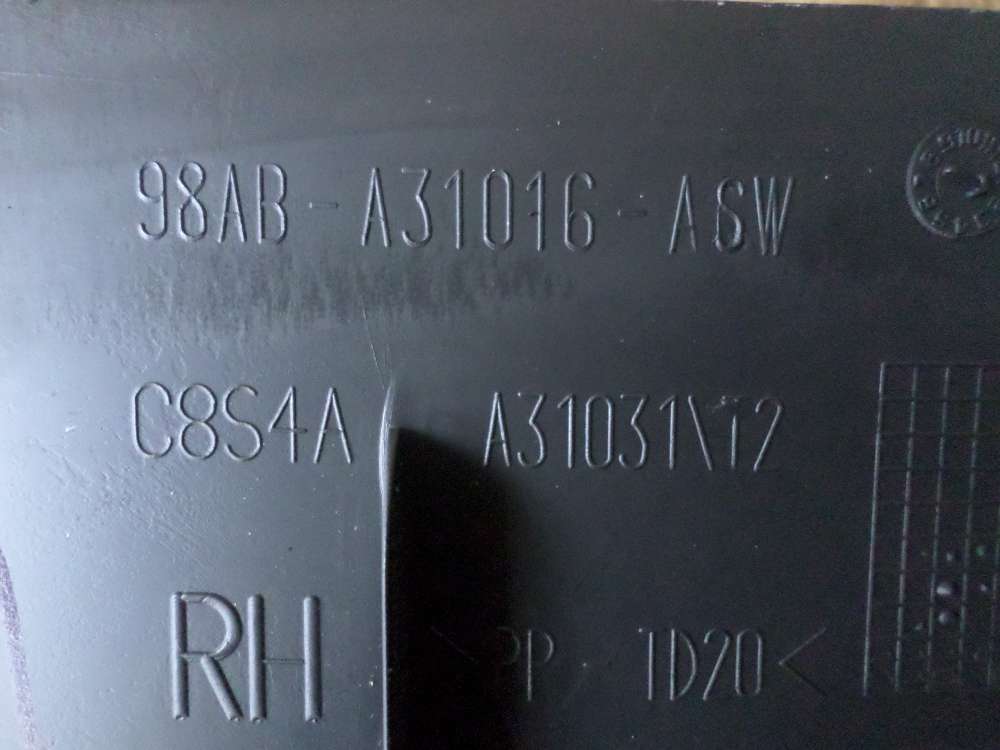 98AB - A31016 - A6W
C8S4A A31031\12
RH >PP TD20<